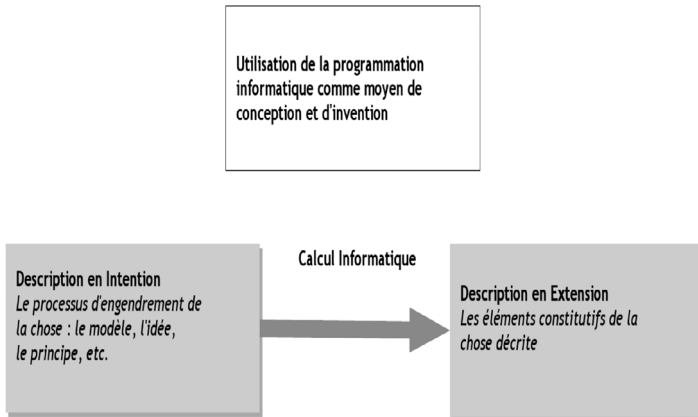 Utilisation de la programmation
informatique comme moyen de
conception et d'invention
Calcul Informatique
Description en Intention
Le processus d'engendrement de
la chose : le modèle, l'idée,
le principe, etc.
Description en Extension
Les éléments constitutifs de la
chose décrite